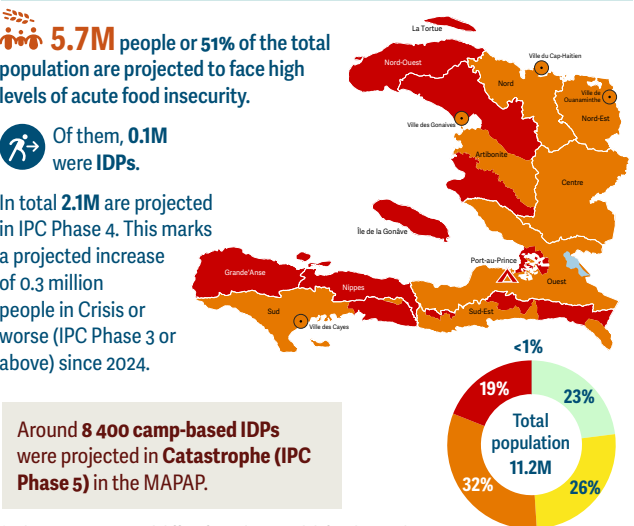 5.7M people or 51% of the total
population are projected to face high
levels of acute food insecurity.
Of them, 0.1M
were IDPs.
In total 2.1M are projected
in IPC Phase 4. This marks
a projected increase
of 0.3 million
people in Crisis or
worse (IPC Phase 3 or
above) since 2024.
Around 8 400 camp-based IDPs
were projected in Catastrophe (IPC
Phase 5) in the MAPAP.
La Tortue
Nord-Ouest
Ville du Cap-Haïtien
Nord
Ville de
Ouanaminthe
Nord-Est
Ville des Gonaïves
Artibonite
Centre
Île de la Gonâve
Port-au-Prince
Grande'Anse
Nippes
Ouest
Sud
Sud-Est
Ville des Cayes
<1%
19%
23%
Total
population
11.2M
32%
26%